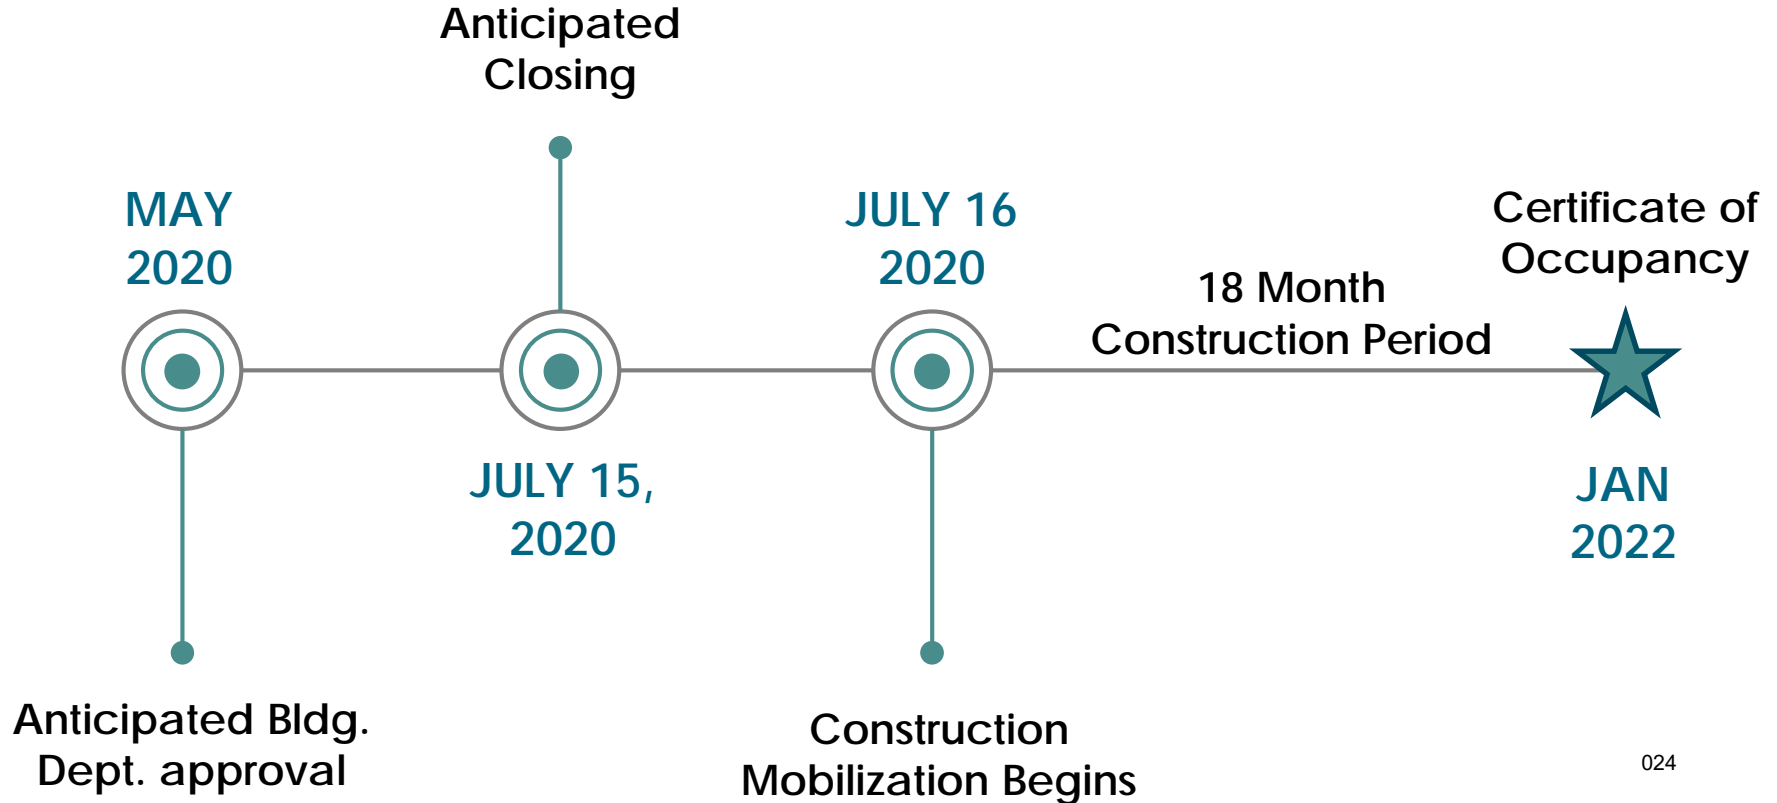 Anticipated
Closing
MAY
2020
JULY 16
2020
Certificate of
Occupancy
18 Month
Construction Period
JULY 15,
2020
JAN
2022
Anticipated Bldg.
Dept. approval
Construction
Mobilization Begins
024